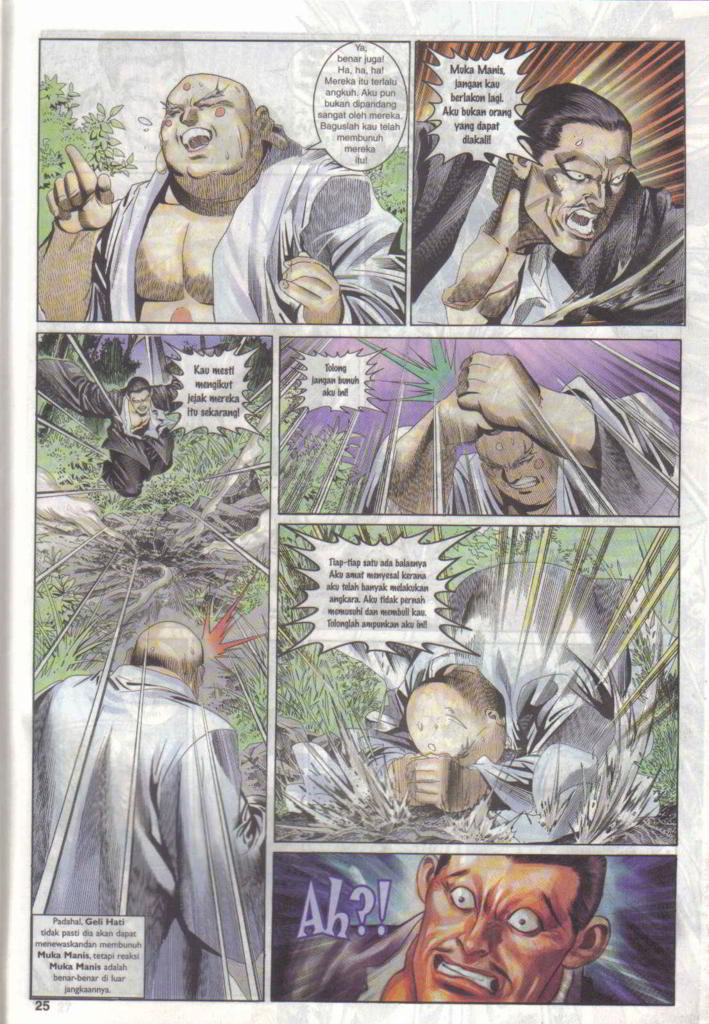 Ya,
benar juga!
Ha, ha, ha!
Mereka itu terlalu
angkuh. Aku pun
bukan dipandang
sangat oleh mereka.
Baguslah kau telah
membunuh
mereka
itu!
Muka Manis,
jangan kau
berlakon lagi.
Aku bukan orang
yang dapat
diakali!
Kau mesti
mengikut
jejak mereka
itu sekarang!
Tolong
jangan bunuh
aku ini!
Tiap-tiap satu ada balasnya
Aku amat menyesal kerana
aku telah banyak melakukan
angkara. Aku tidak pernah
memusuhi dan membuli kau.
Tolonglah ampunkan aku ini!
Padahal, Geli Hati
tidak pasti dia akan dapat
menewaskandan membunuh
Muka Manis, tetapi reaksi
Muka Manis adalah
benar-benar di luar
jangkaannya.
Ah?!
25